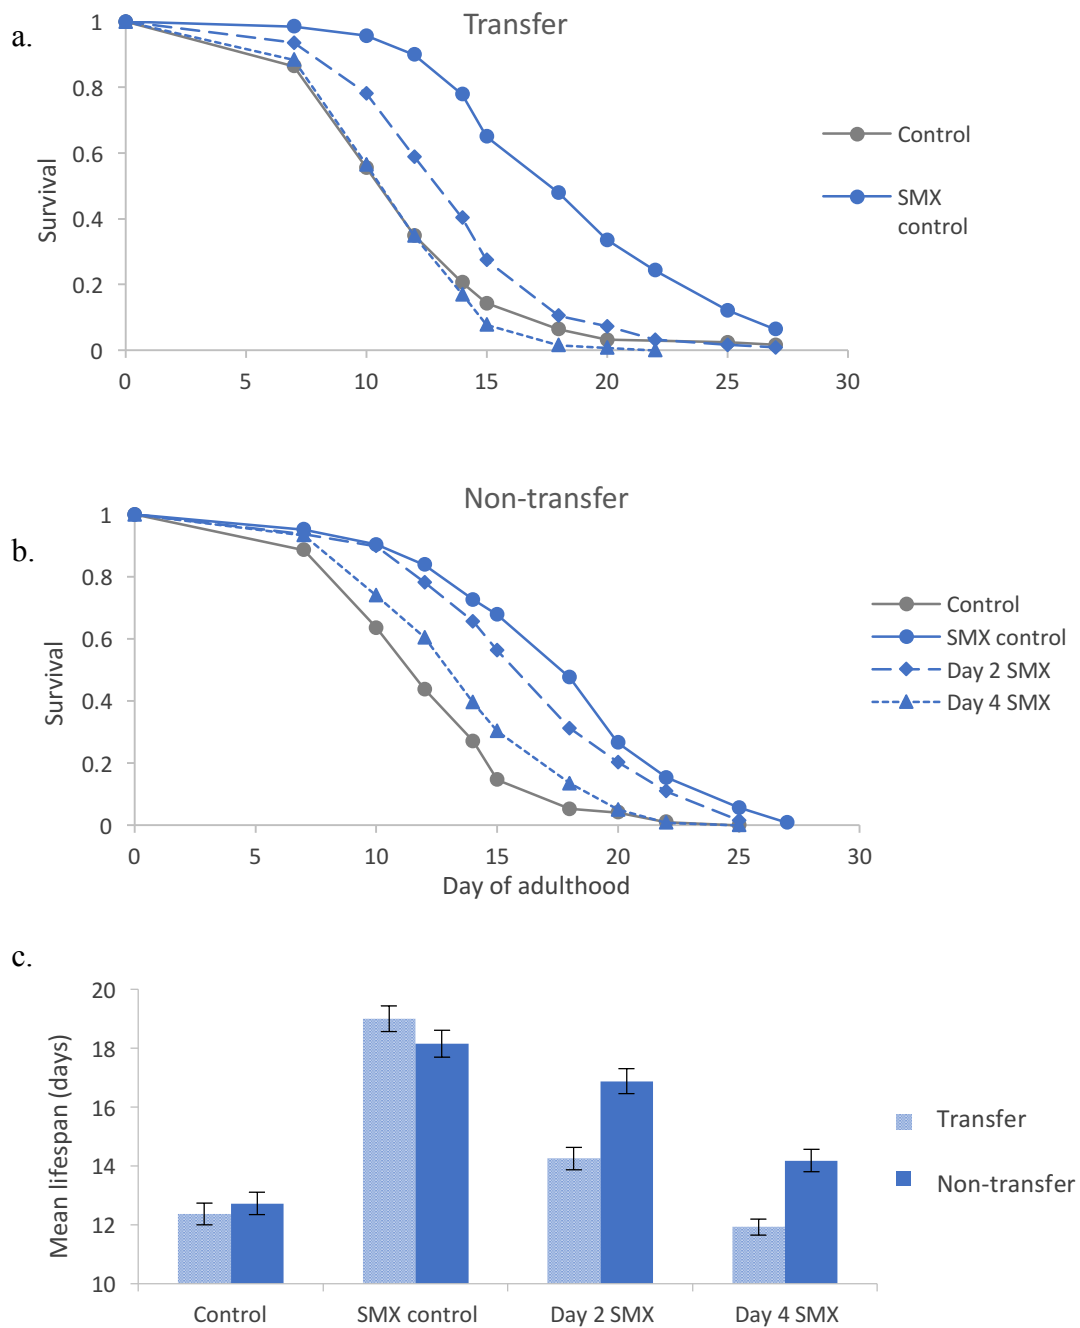 a.
Transfer
1
0.8
0.6
0.4
0.2
0
Survival
0 5 10 15 20 25 30
Control
SMX
control
b.
Non-transfer
1
0.8
0.6
0.4
0.2
0
Survival
0 5 10 15 20 25 30
Day of adulthood
Control
SMX control
Day 2 SMX
Day 4 SMX
c.
20
18
16
14
12
10
Mean lifespan (days)
Control SMX control Day 2 SMX Day 4 SMX
Transfer
Non-transfer